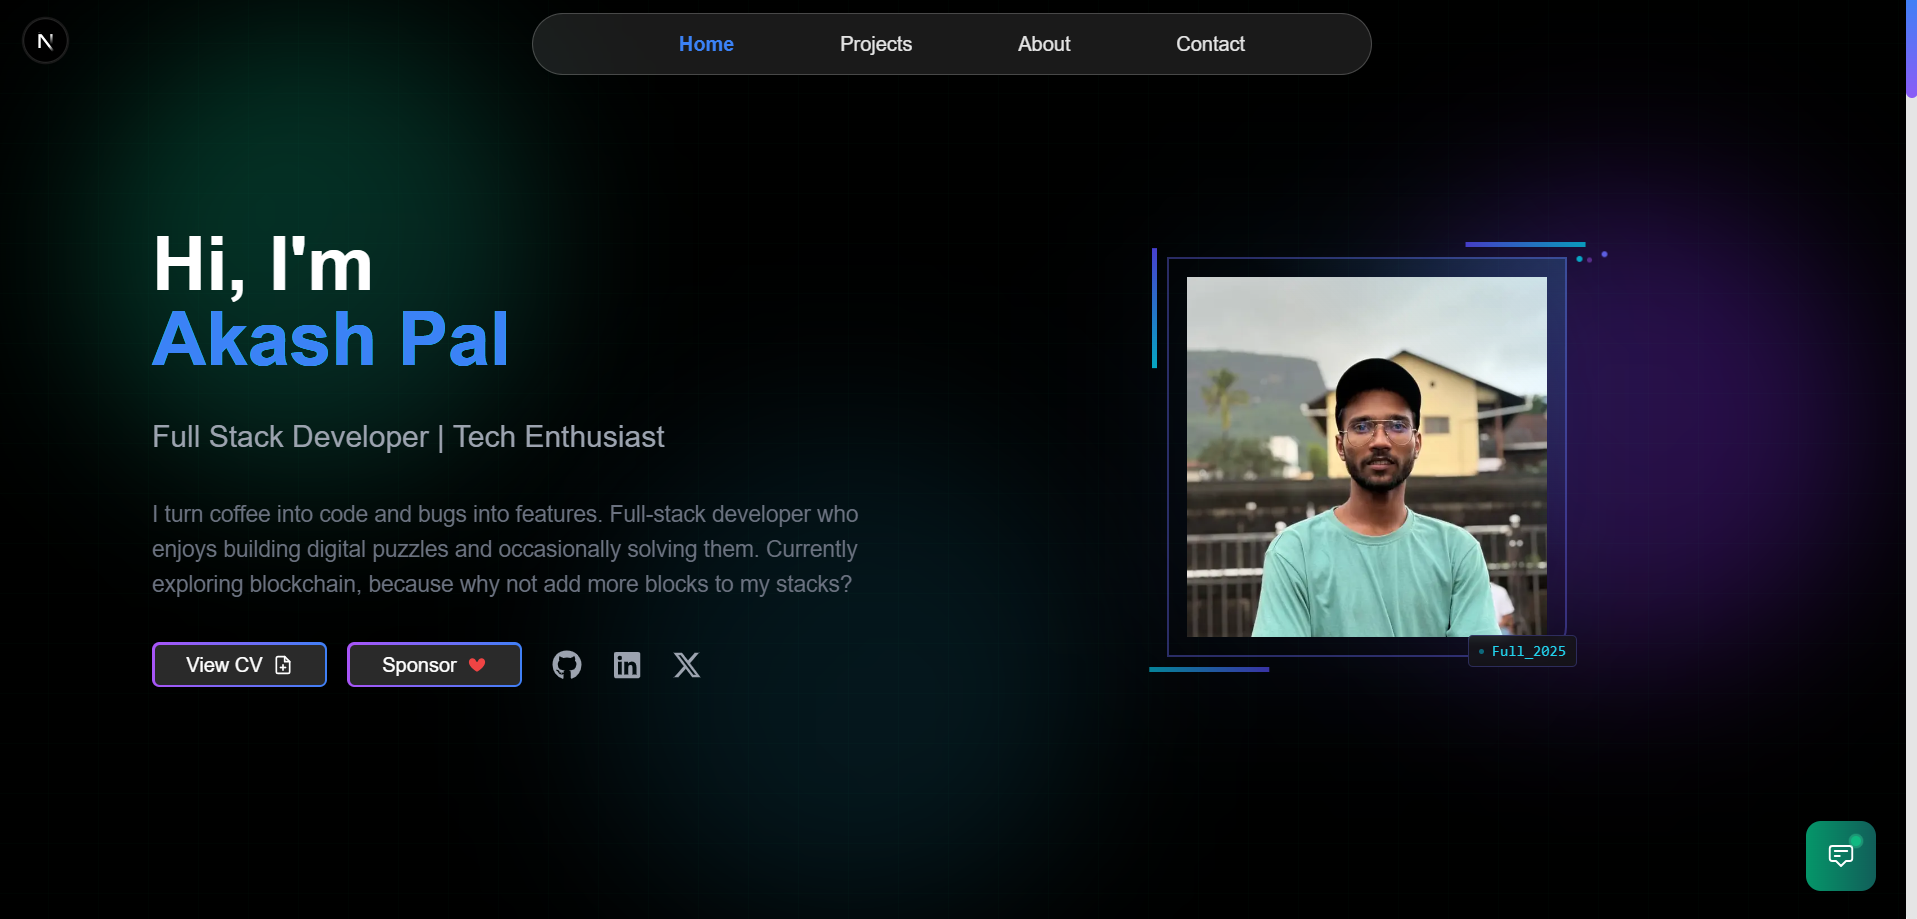 N
Home Projects About Contact
Hi, I'm
Akash Pal
Full Stack Developer | Tech Enthusiast
I turn coffee into code and bugs into features. Full-stack developer who
enjoys building digital puzzles and occasionally solving them. Currently
exploring blockchain, because why not add more blocks to my stacks?
View CV
Sponsor
in
X
Full_2025